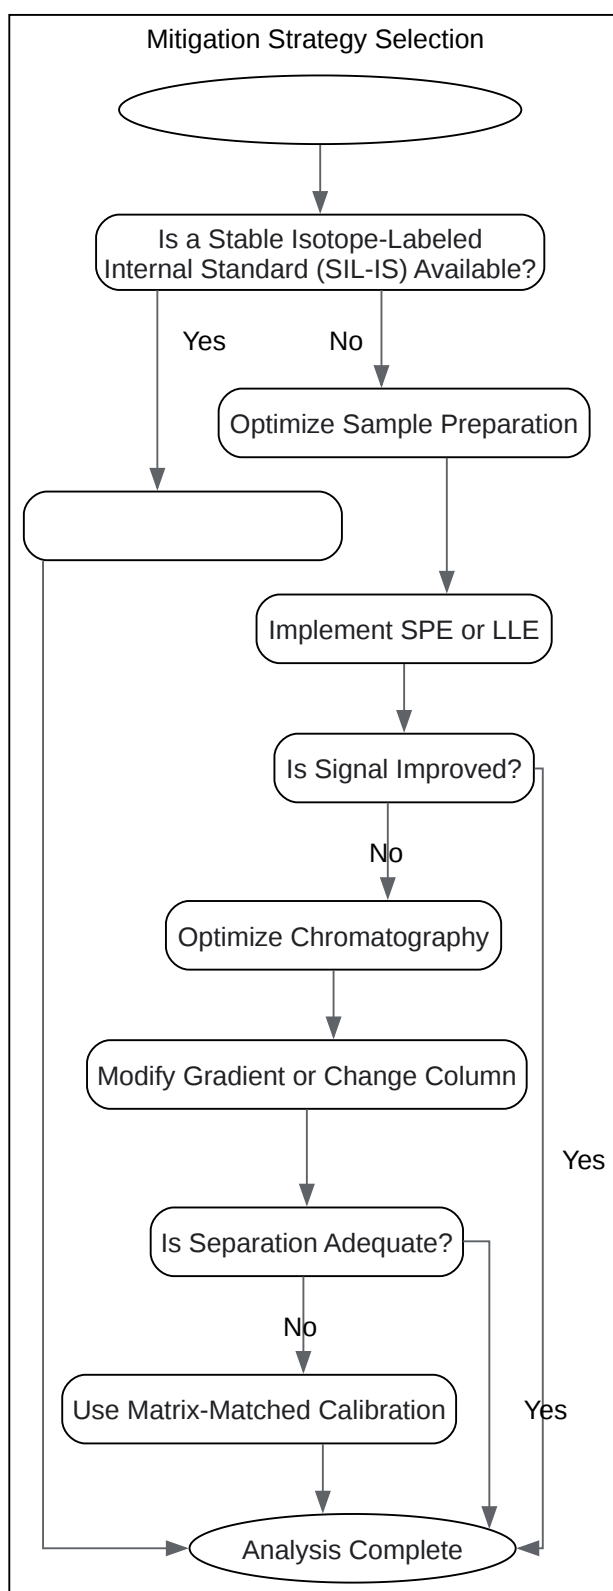 Mitigation Strategy Selection
Is a Stable Isotope-Labeled
Internal Standard (SIL-IS) Available?
Yes
No
Optimize Sample Preparation
Implement SPE or LLE
Is Signal Improved?
No
Optimize Chromatography
Modify Gradient or Change Column
Yes
Is Separation Adequate?
No
Use Matrix-Matched Calibration
Yes
Analysis Complete